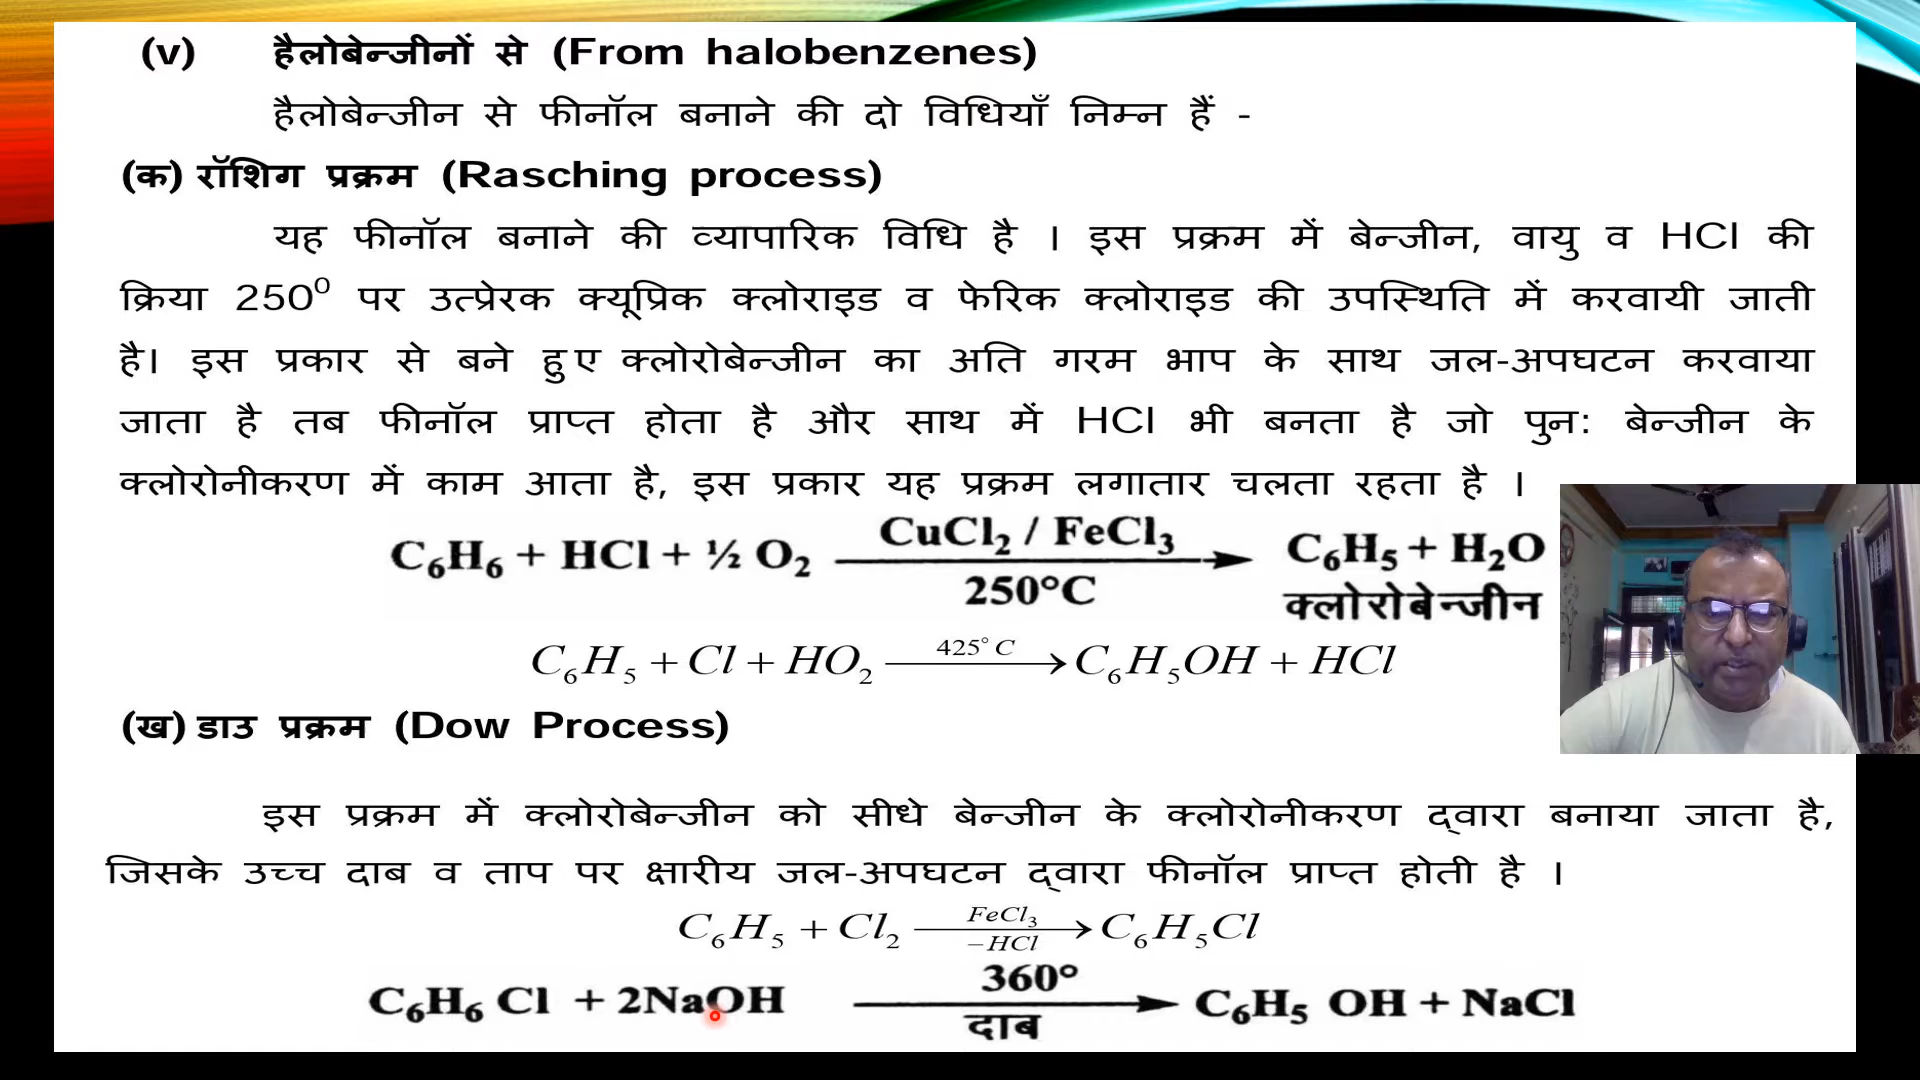 (v) हैलोबेन्जीनों से (From halobenzenes)
हैलोबेन्जीन से फीनॉल बनाने की दो विधियाँ निम्न हैं -
(क) रॉशिग प्रक्रम (Rasching process)
यह फीनॉल बनाने की व्यापारिक विधि है । इस प्रक्रम में बेन्जीन, वायु व HCl की
क्रिया 250⁰ पर उत्प्रेरक क्यूप्रिक क्लोराइड व फेरिक क्लोराइड की उपस्थिति में करवायी जाती
है। इस प्रकार से बने हुए क्लोरोबेन्जीन का अति गरम भाप के साथ जल-अपघटन करवाया
जाता है तब फीनॉल प्राप्त होता है और साथ में HCl भी बनता है जो पुन: बेन्जीन के
क्लोरोनीकरण में काम आता है, इस प्रकार यह प्रक्रम लगातार चलता रहता है ।
CuCl₂ / FeCl₃
C₆H₆ + HCl + ½ O₂ ⟶ C₆H₅ + H₂O
250°C क्लोरोबेन्जीन
425°C
C₆H₅ + Cl + HO₂ ⟶ C₆H₅OH + HCl
(ख) डाउ प्रक्रम (Dow Process)
इस प्रक्रम में क्लोरोबेन्जीन को सीधे बेन्जीन के क्लोरोनीकरण द्वारा बनाया जाता है,
जिसके उच्च दाब व ताप पर क्षारीय जल-अपघटन द्वारा फीनॉल प्राप्त होती है ।
FeCl₃
C₆H₅ + Cl₂ ⟶ C₆H₅Cl
−HCl
360°
C₆H₆ Cl + 2NaOH ⟶ C₆H₅ OH + NaCl
दाब